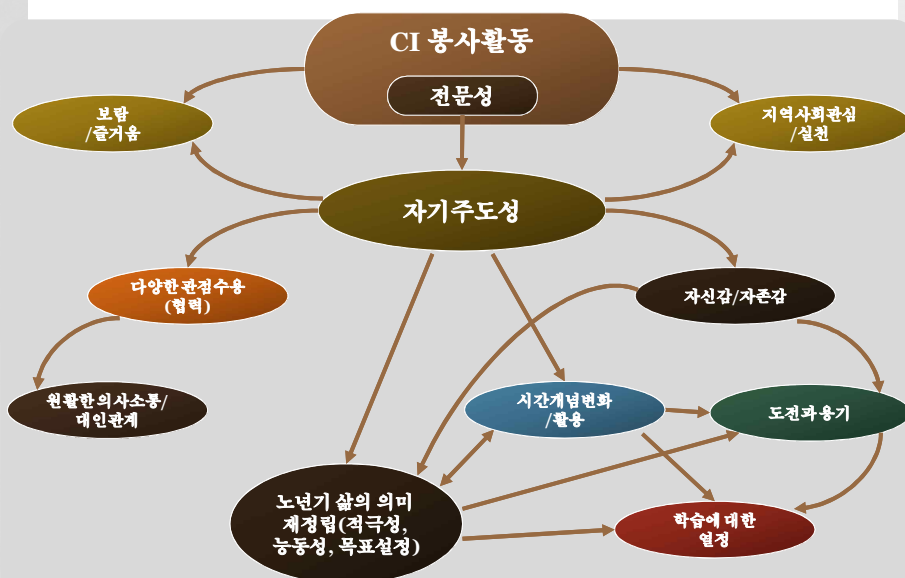 CI 봉사활동
전문성
보람
/즐거움
지역사회관심
/실천
자기주도성
다양한 관점수용
(협력)
자신감/자존감
원활한 의사소통/
대인관계
시간개념변화
/활용
도전과 용기
노년기 삶의 의미
재정립(적극성,
능동성, 목표설정)
학습에 대한
열정